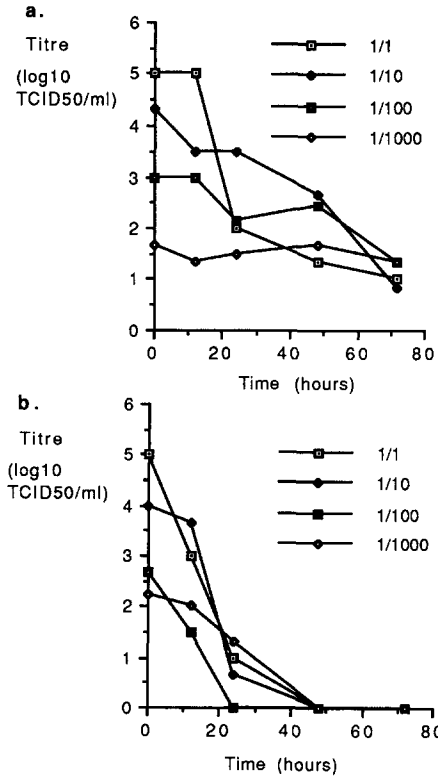 a.
Titre
(log10
TCID50/ml)
6
5
4
3
2
1
0
0 20 40 60 80
Time (hours)
1/1
1/10
1/100
1/1000
b.
Titre
(log10
TCID50/ml)
6
5
4
3
2
1
0
0 20 40 60 80
Time (hours)
1/1
1/10
1/100
1/1000